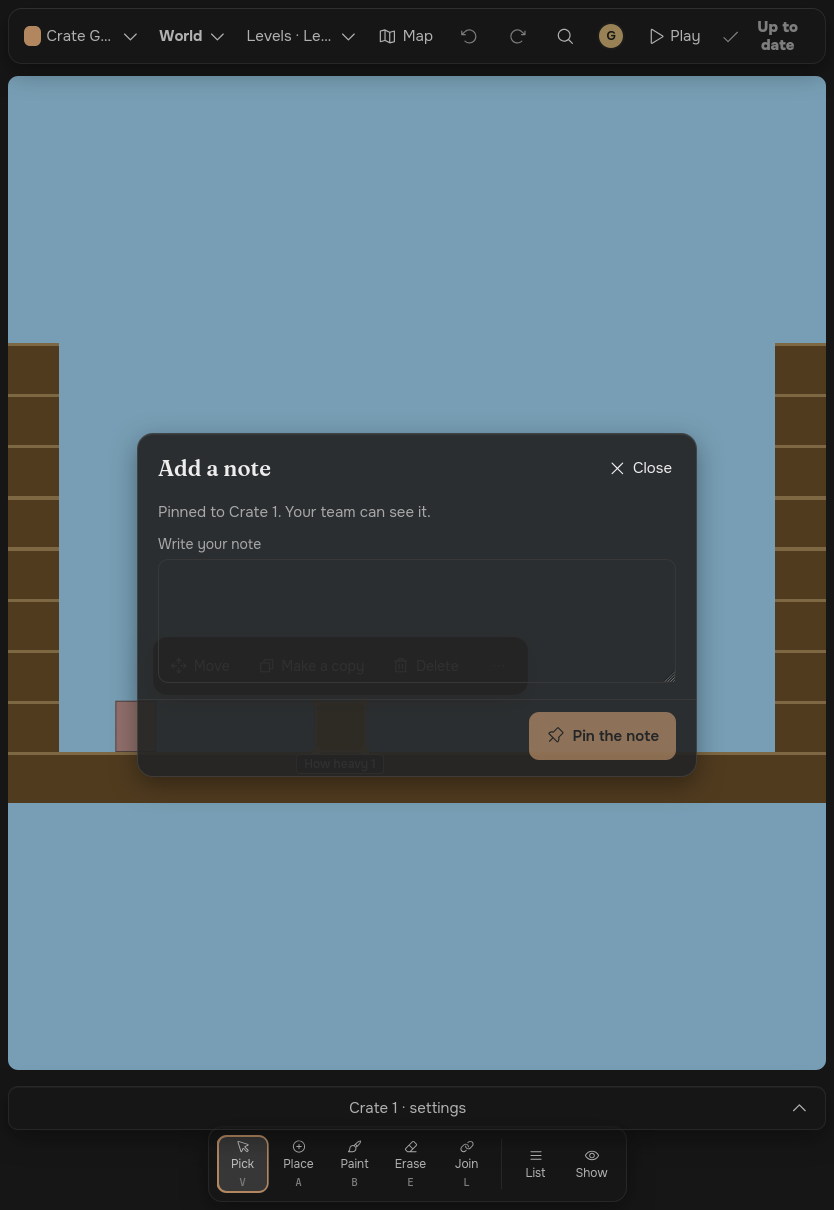 Crate G...
World
Levels · Le...
Map
G
Play
Up to
date
Add a note
Close
Pinned to Crate 1. Your team can see it.
Write your note
Move
Make a copy
Delete
Pin the note
How heavy 1
Crate 1 · settings
Pick
Place
Paint
Erase
Join
List
Show
V
A
B
E
L